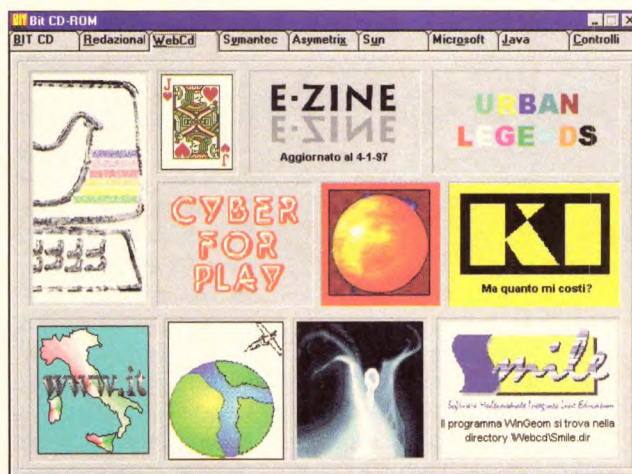 Bit CD-ROM
BIT CD Redazional WebCd Symantec Asymetrix Sun Microsoft Java Controlli
J
E·ZINE
Aggiornato al 4-1-97
URBAN
LEGENDS
CYBER
FOR
PLAY
KI
Ma quanto mi costi?
www.it
Smile
Il programma WinGeom si trova nella
directory \Webcd\Smile.dir